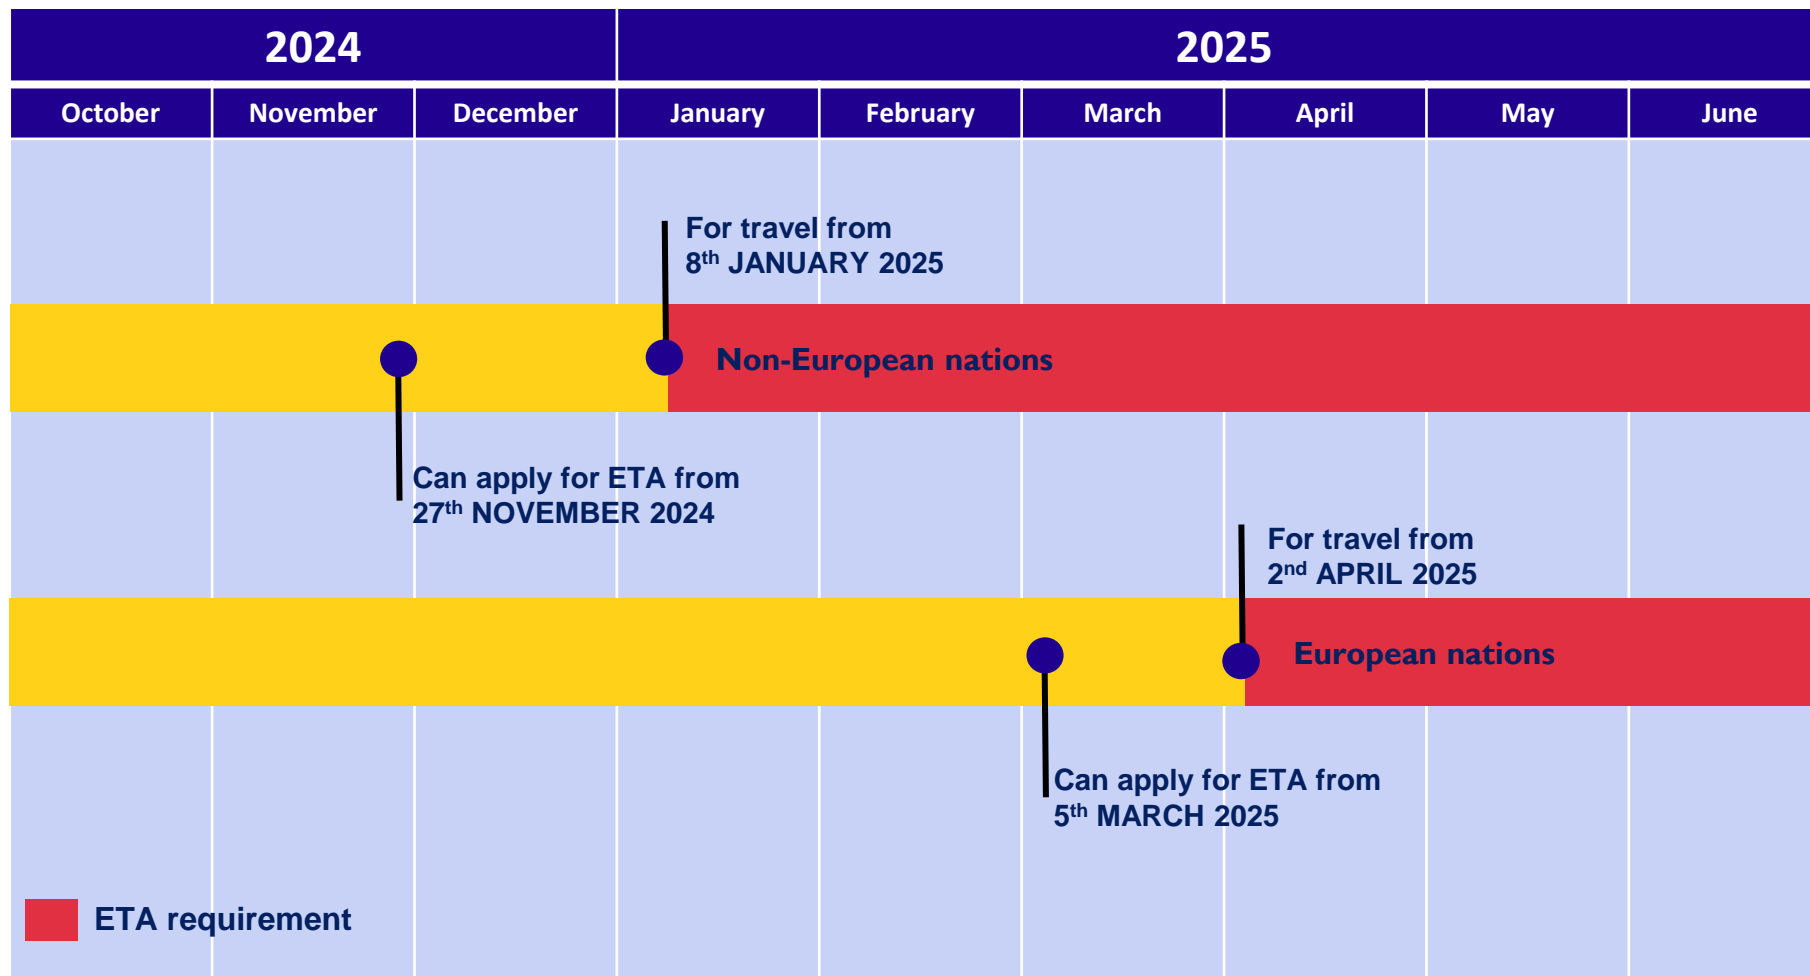 2024
2025
October
November
December
January
February
March
April
May
June
For travel from
8th JANUARY 2025
Non-European nations
Can apply for ETA from
27th NOVEMBER 2024
For travel from
2nd APRIL 2025
European nations
Can apply for ETA from
5th MARCH 2025
ETA requirement